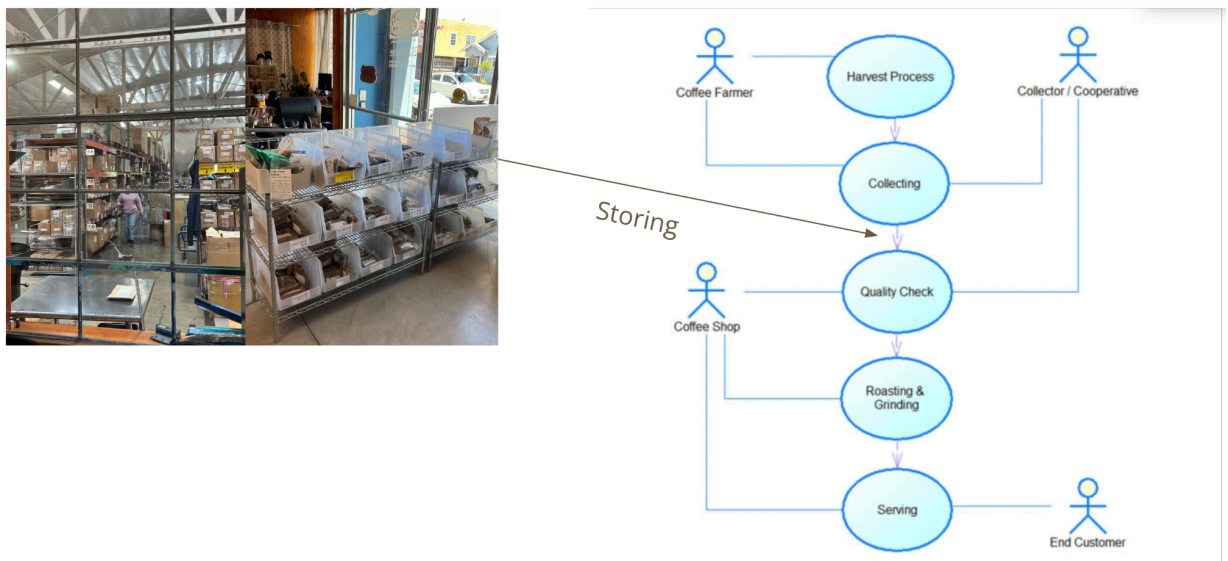 Coffee Farmer
Harvest Process
Collector / Cooperative
Collecting
Storing
Quality Check
Coffee Shop
Roasting &
Grinding
Serving
End Customer